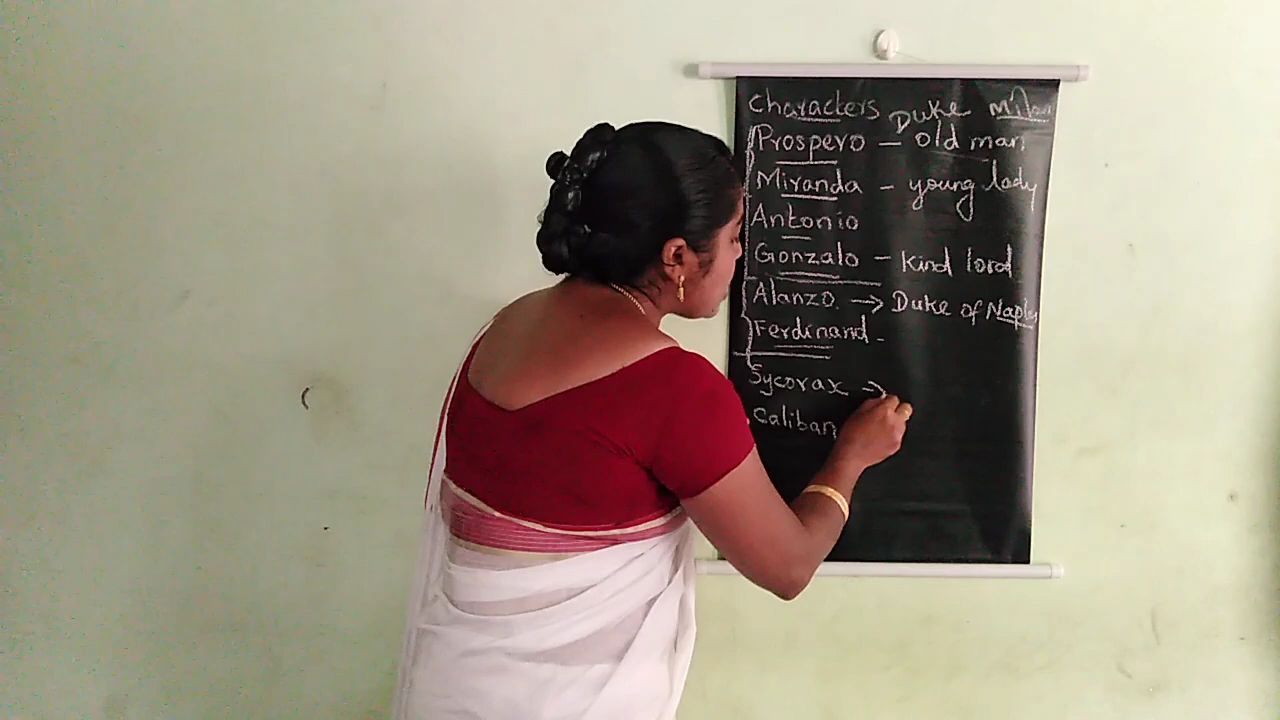 Characters Duke Milan
Prospero - old man
Miranda - young lady
Antonio
Gonzalo - Kind lord
Alanzo. → Duke of Naples
Ferdinand -
Sycorax →
Caliban